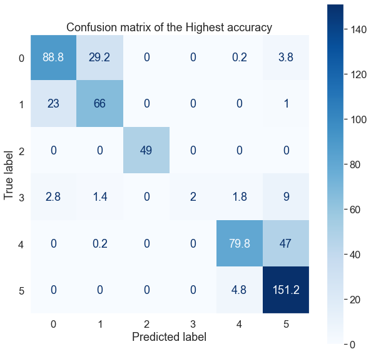 Confusion matrix of the Highest accuracy
0 88.8 29.2 0 0 0.2 3.8
1 23 66 0 0 0 1
2 0 0 49 0 0 0
3 2.8 1.4 0 2 1.8 9
4 0 0.2 0 0 79.8 47
5 0 0 0 0 4.8 151.2
0 1 2 3 4 5
True label
Predicted label
140
120
100
80
60
40
20
0